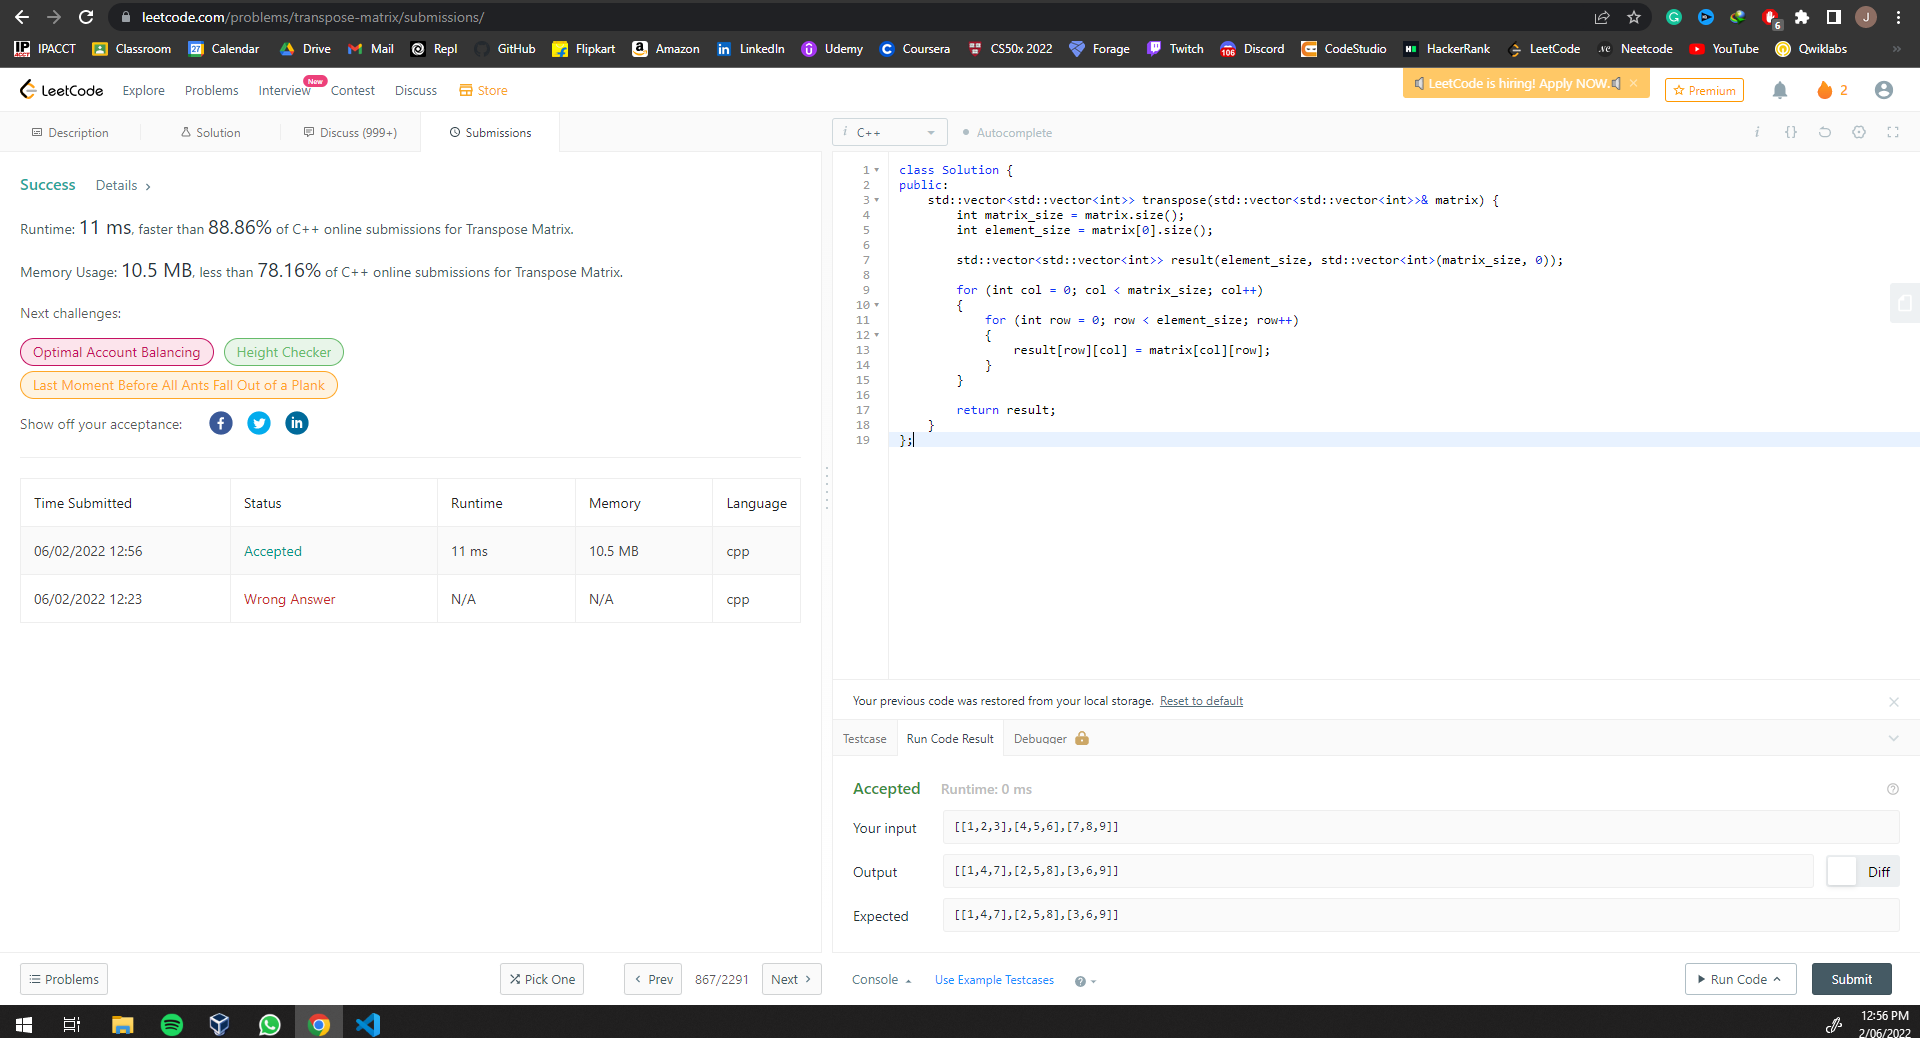 leetcode.com/problems/transpose-matrix/submissions/
6
J
IPACCT Classroom 27 Calendar Drive Mail Repl GitHub Flipkart Amazon LinkedIn Udemy Coursera CS50x 2022 Forage Twitch 106 Discord CodeStudio HackerRank LeetCode Neetcode YouTube Qwiklabs »
LeetCode Explore Problems Interview New Contest Discuss Store LeetCode is hiring! Apply NOW. × Premium 2
Description Solution Discuss (999+) Submissions
i C++ Autocomplete i {}
Success Details ›
Runtime: 11 ms, faster than 88.86% of C++ online submissions for Transpose Matrix.
Memory Usage: 10.5 MB, less than 78.16% of C++ online submissions for Transpose Matrix.
Next challenges:
Optimal Account Balancing Height Checker
Last Moment Before All Ants Fall Out of a Plank
Show off your acceptance: f in
Time Submitted Status Runtime Memory Language
06/02/2022 12:56 Accepted 11 ms 10.5 MB cpp
06/02/2022 12:23 Wrong Answer N/A N/A cpp
1 class Solution {
2 public:
3 std::vector<std::vector<int>> transpose(std::vector<std::vector<int>>& matrix) {
4 int matrix_size = matrix.size();
5 int element_size = matrix[0].size();
6
7 std::vector<std::vector<int>> result(element_size, std::vector<int>(matrix_size, 0));
8
9 for (int col = 0; col < matrix_size; col++)
10 {
11 for (int row = 0; row < element_size; row++)
12 {
13 result[row][col] = matrix[col][row];
14 }
15 }
16
17 return result;
18 }
19 };
Your previous code was restored from your local storage. Reset to default
Testcase Run Code Result Debugger
Accepted Runtime: 0 ms
Your input [[1,2,3],[4,5,6],[7,8,9]]
Output [[1,4,7],[2,5,8],[3,6,9]] Diff
Expected [[1,4,7],[2,5,8],[3,6,9]]
Problems Pick One ‹ Prev 867/2291 Next ›
Console Use Example Testcases ? Run Code Submit
12:56 PM
2/06/2022